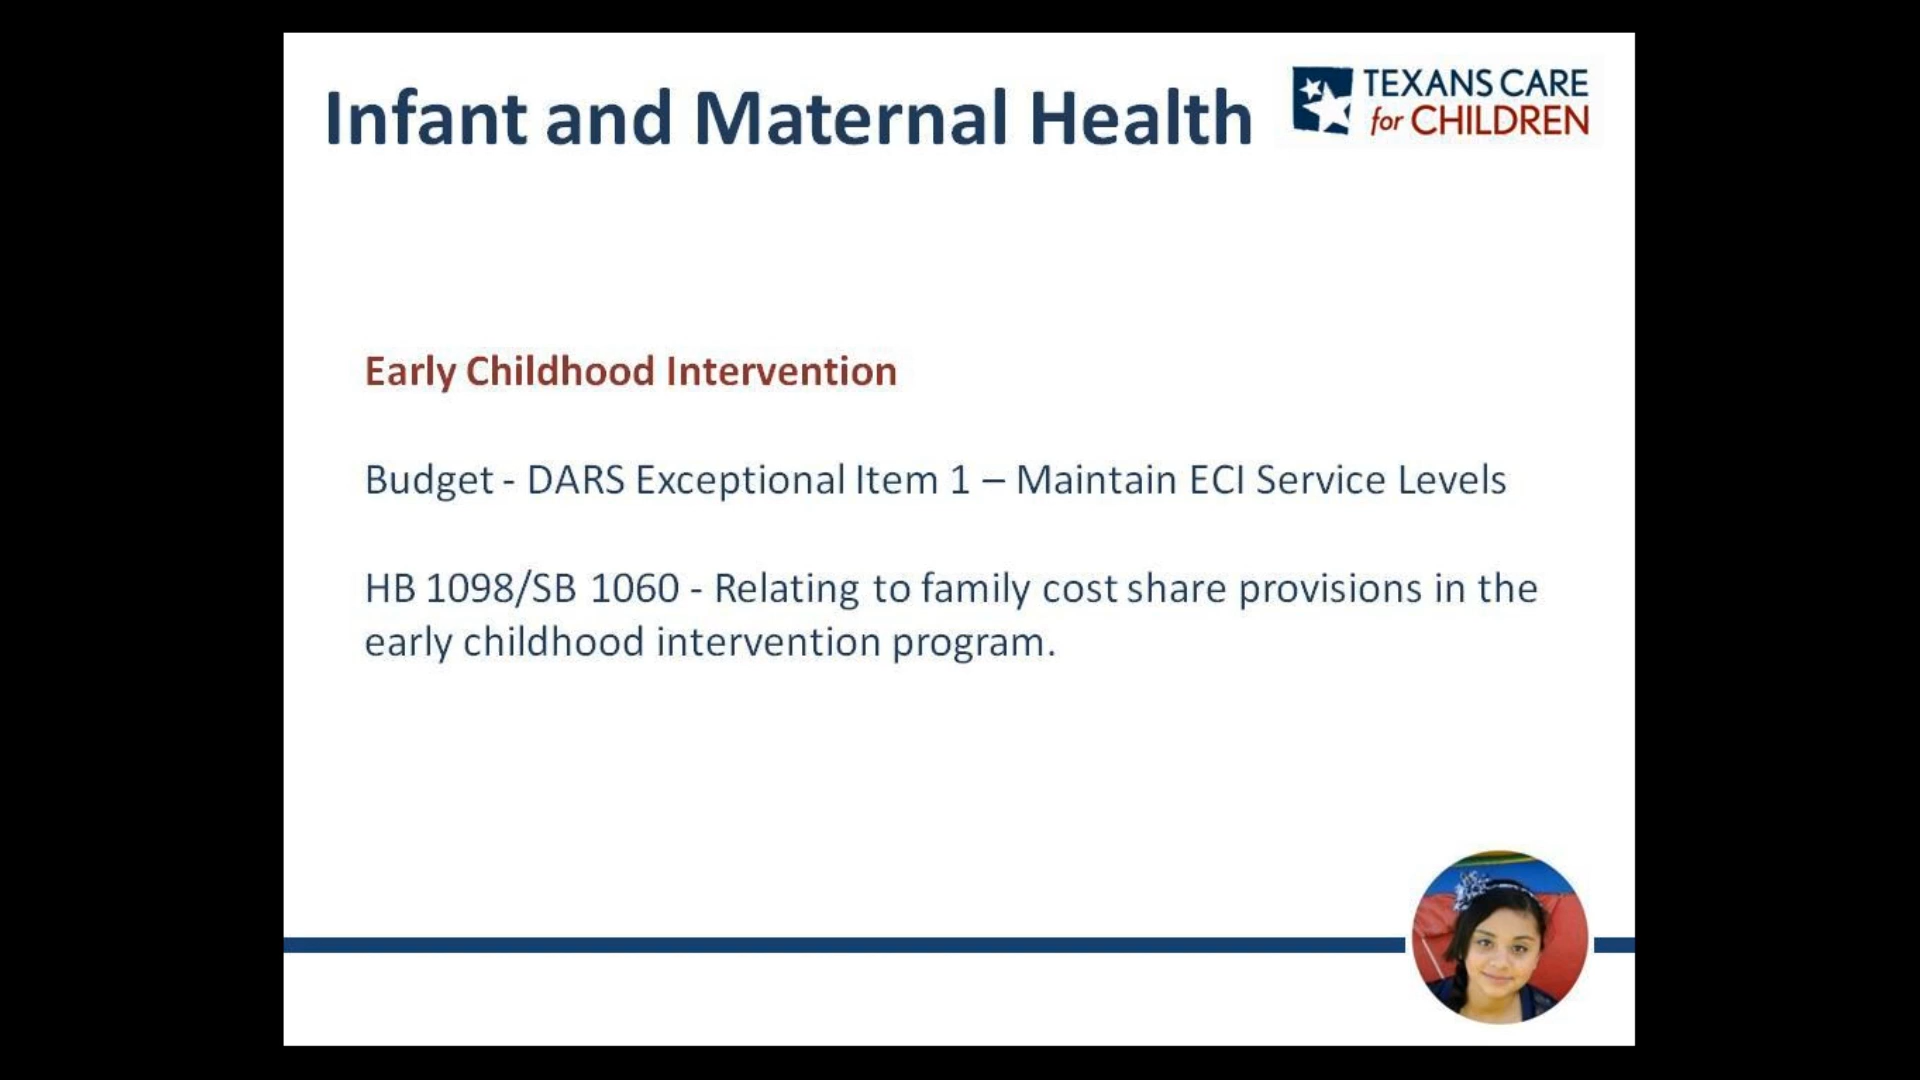 Infant and Maternal Health
TEXANS CARE
for CHILDREN
Early Childhood Intervention
Budget - DARS Exceptional Item 1 – Maintain ECI Service Levels
HB 1098/SB 1060 - Relating to family cost share provisions in the
early childhood intervention program.